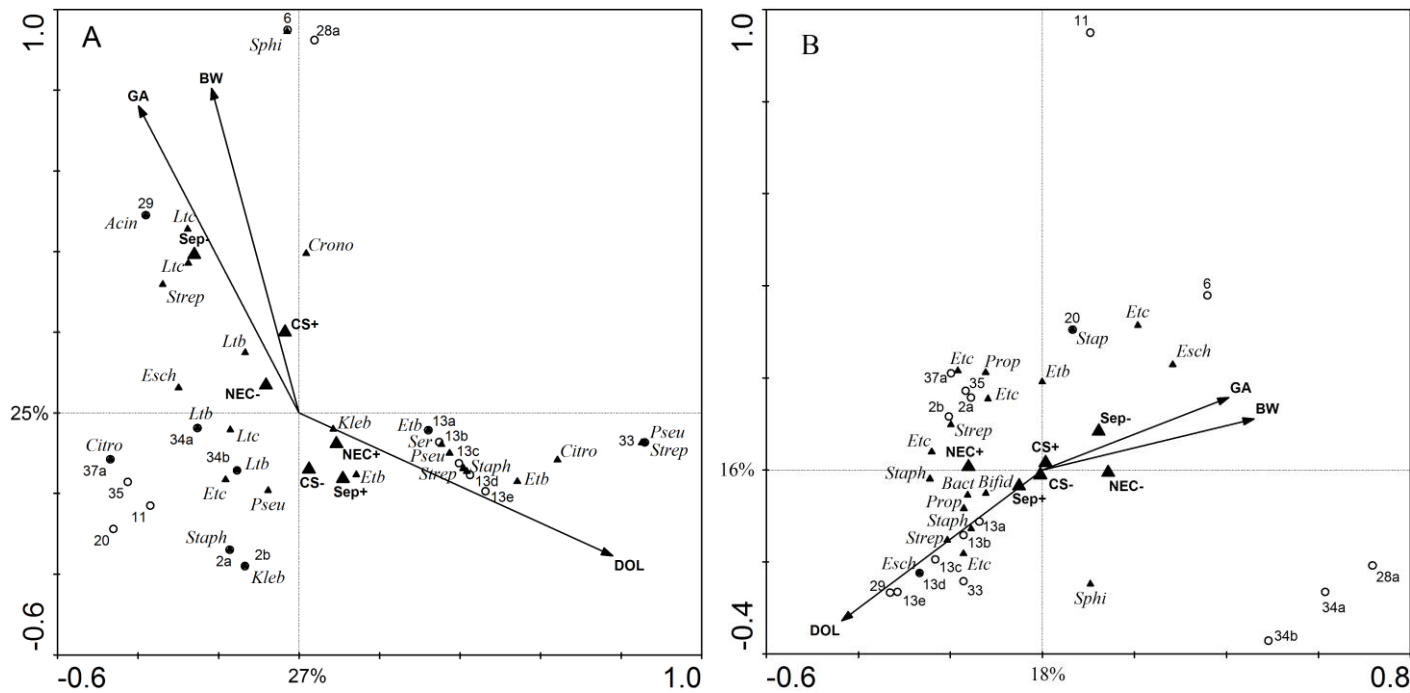 A
1.0
6
Sphi
28a
BW
GA
29
Acin
Ltc
Sep-
Ltc
Strep
Crono
CS+
Ltb
Esch
NEC-
25%
Ltb
34a
Ltc
Kleb
Etb
13a
Ser
13b
NEC+
Pseu
13c
Citro
33
Pseu
Strep
Citro
37a
34b
Ltb
CS-
Strep
Staph
13d
Etb
Sep+
Etb
13e
35
Etc
Pseu
11
20
Staph
2a
2b
Kleb
DOL
-0.6
-0.6
27%
1.0
B
1.0
11
6
20
Stap
Etc
Esch
Etc
Prop
Etb
37a
35
Etc
2b
2a
Strep
GA
BW
Sep-
Etc
NEC+
CS+
16%
Staph
Bact
Bifid
CS-
NEC-
Prop
Sep+
Staph
13a
Strep
13b
Esch
13c
Etc
13d
33
29
13e
Sphi
28a
34a
DOL
34b
-0.4
-0.6
18%
0.8